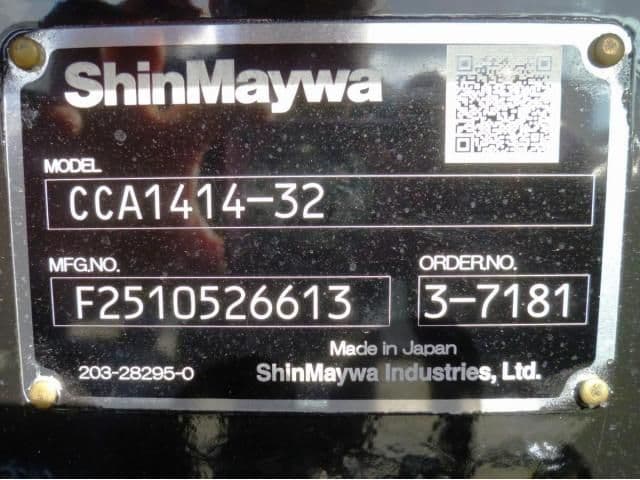 ShinMaywa
MODEL
CCA1414-32
MFG.NO.
F2510526613
ORDER.NO.
3-7181
Made in Japan
203-28295-0
ShinMaywa Industries, Ltd.